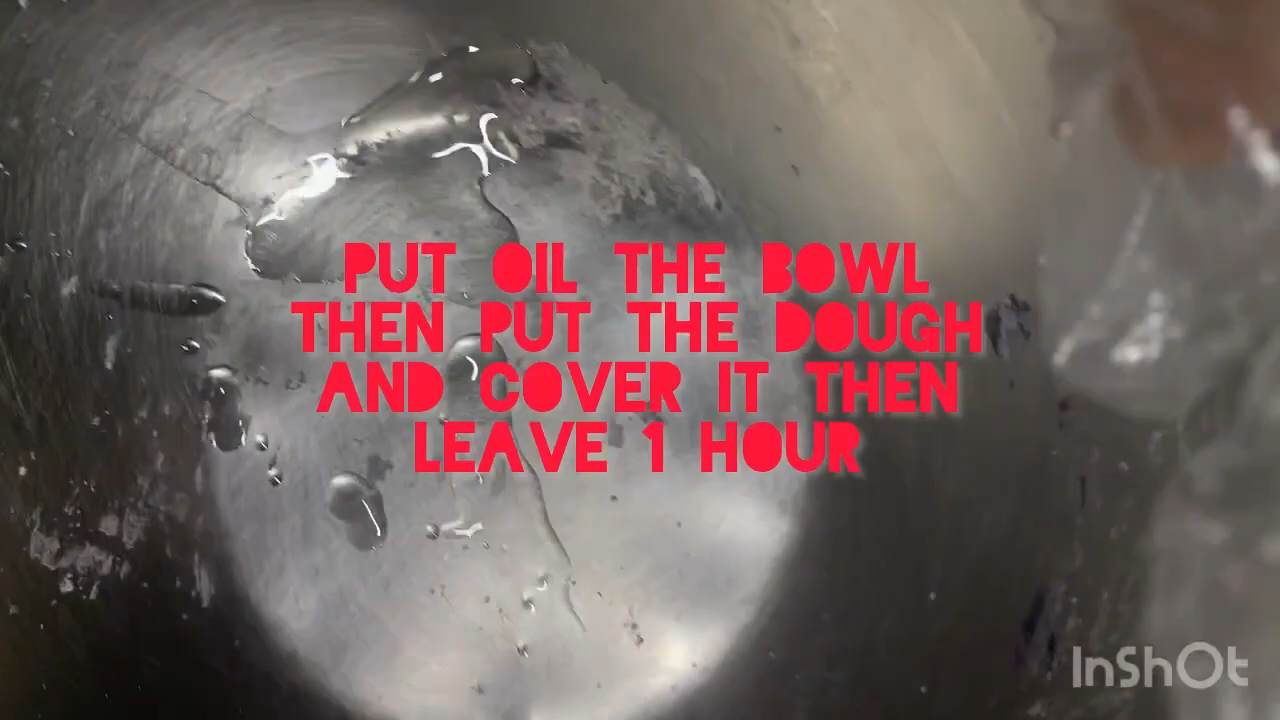 PUT OIL THE BOWL
THEN PUT THE DOUGH
AND COVER IT THEN
LEAVE 1 HOUR
InShOt